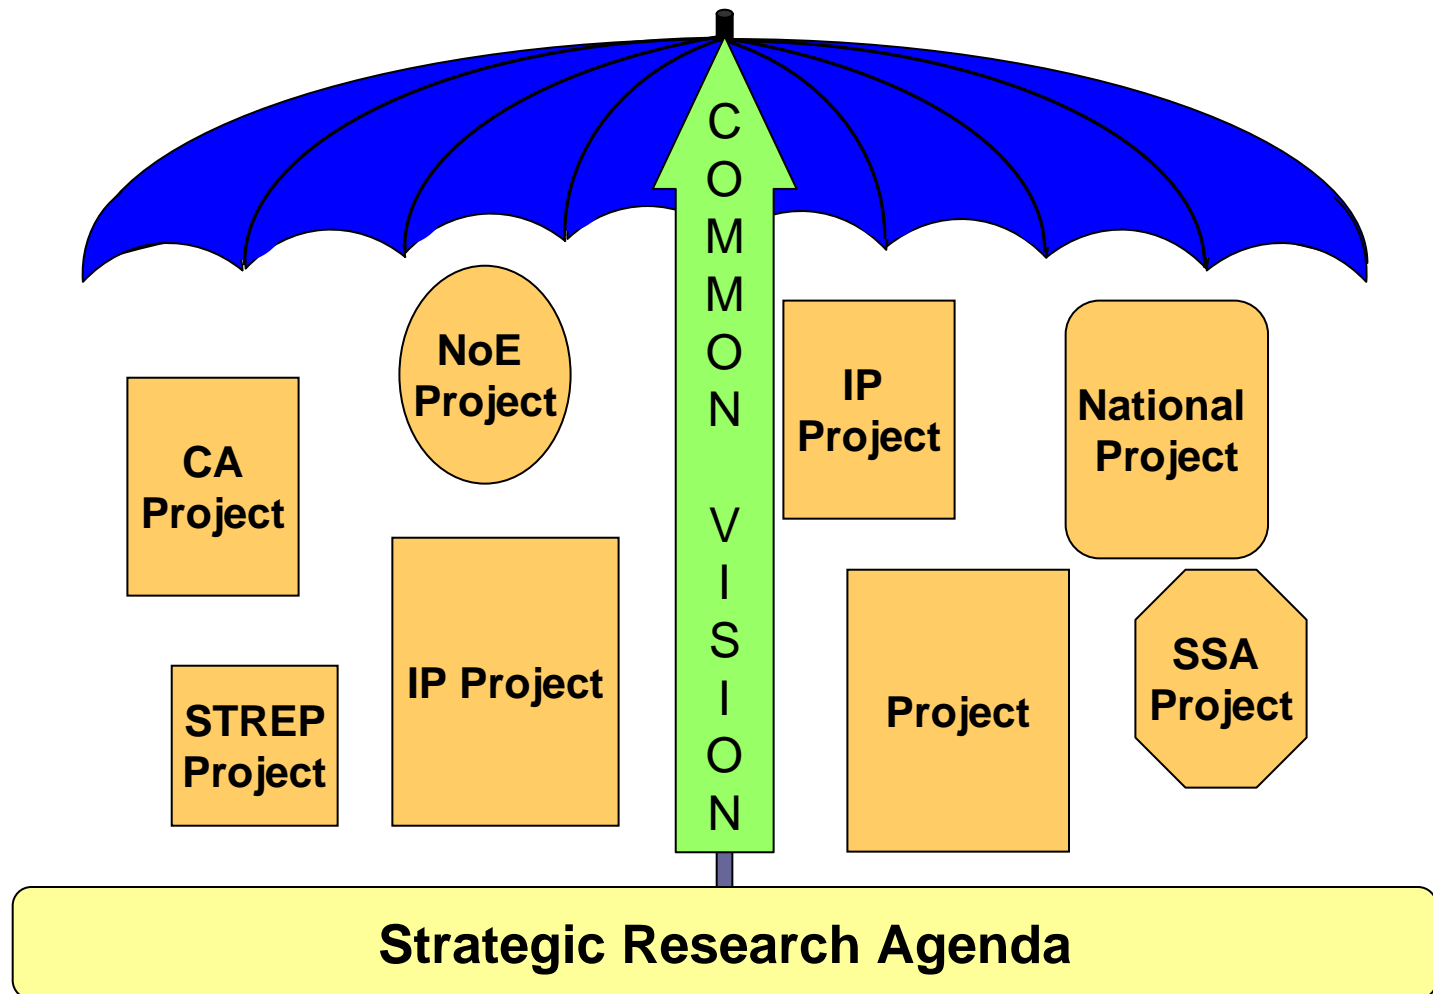 COMMON VISION
NoE
Project
CA
Project
STREP
Project
IP Project
IP
Project
National
Project
Project
SSA
Project
Strategic Research Agenda